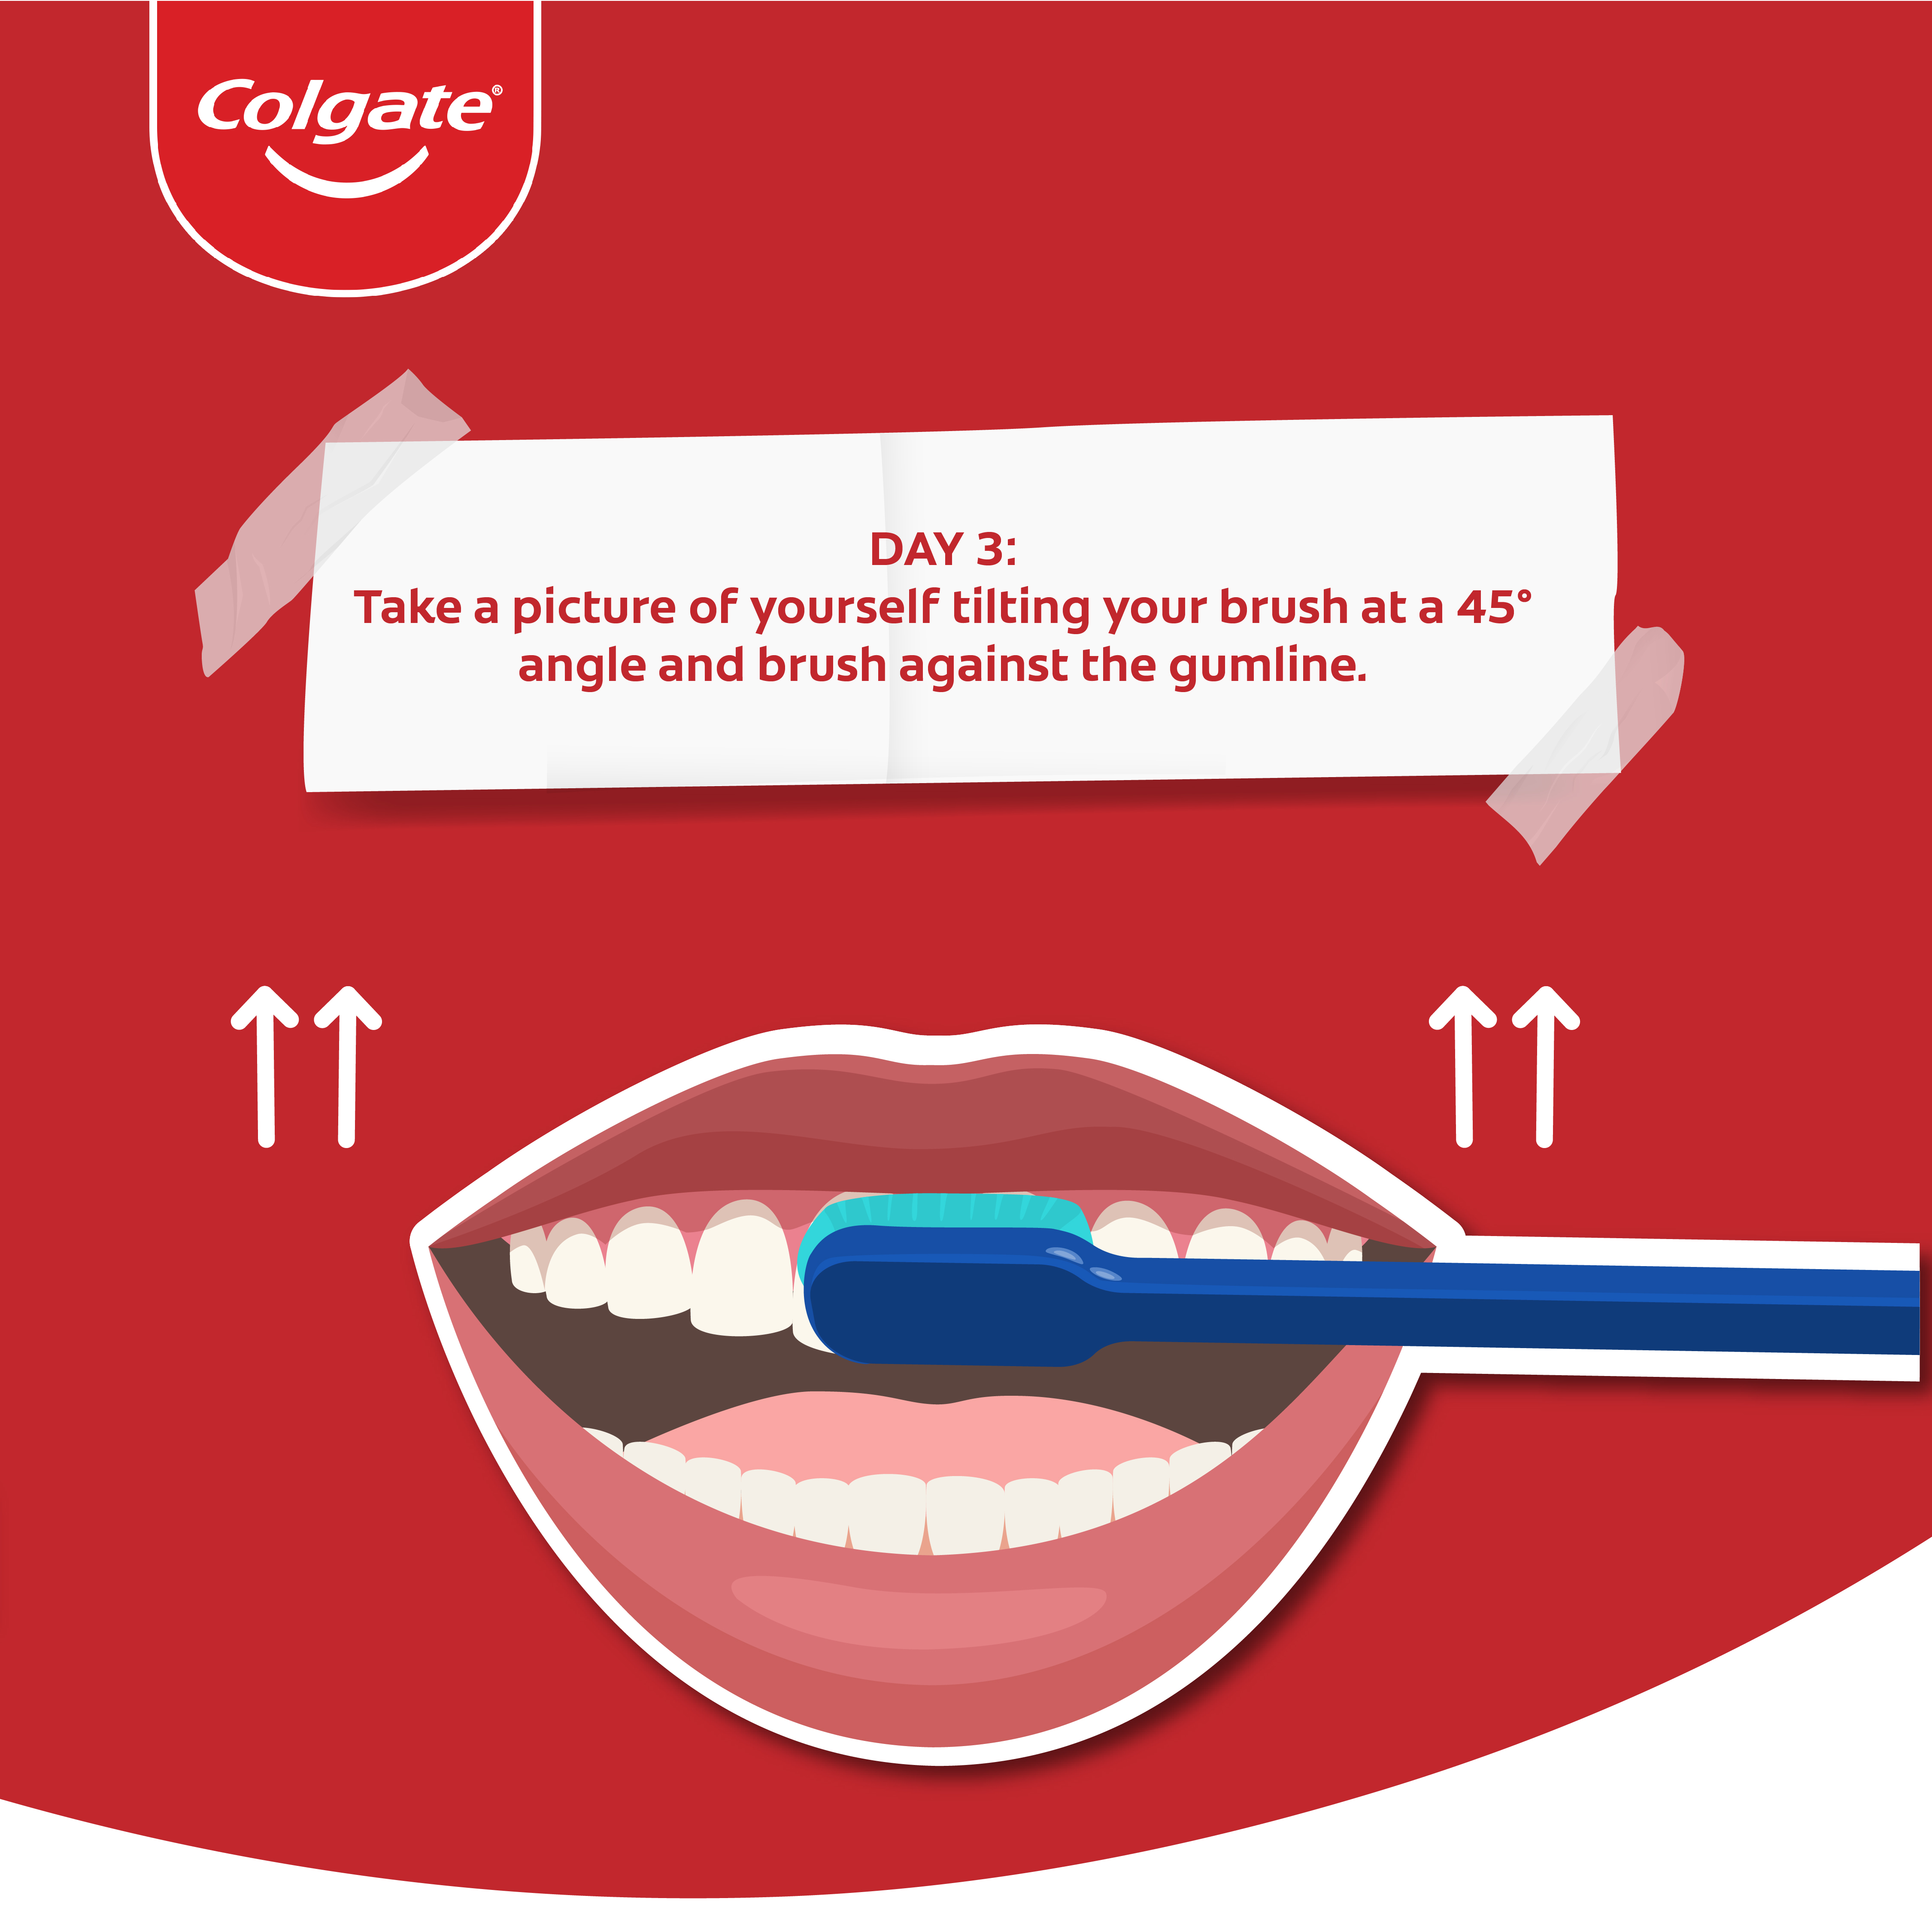 Colgate®
DAY 3:
Take a picture of yourself tilting your brush at a 45°
angle and brush against the gumline.